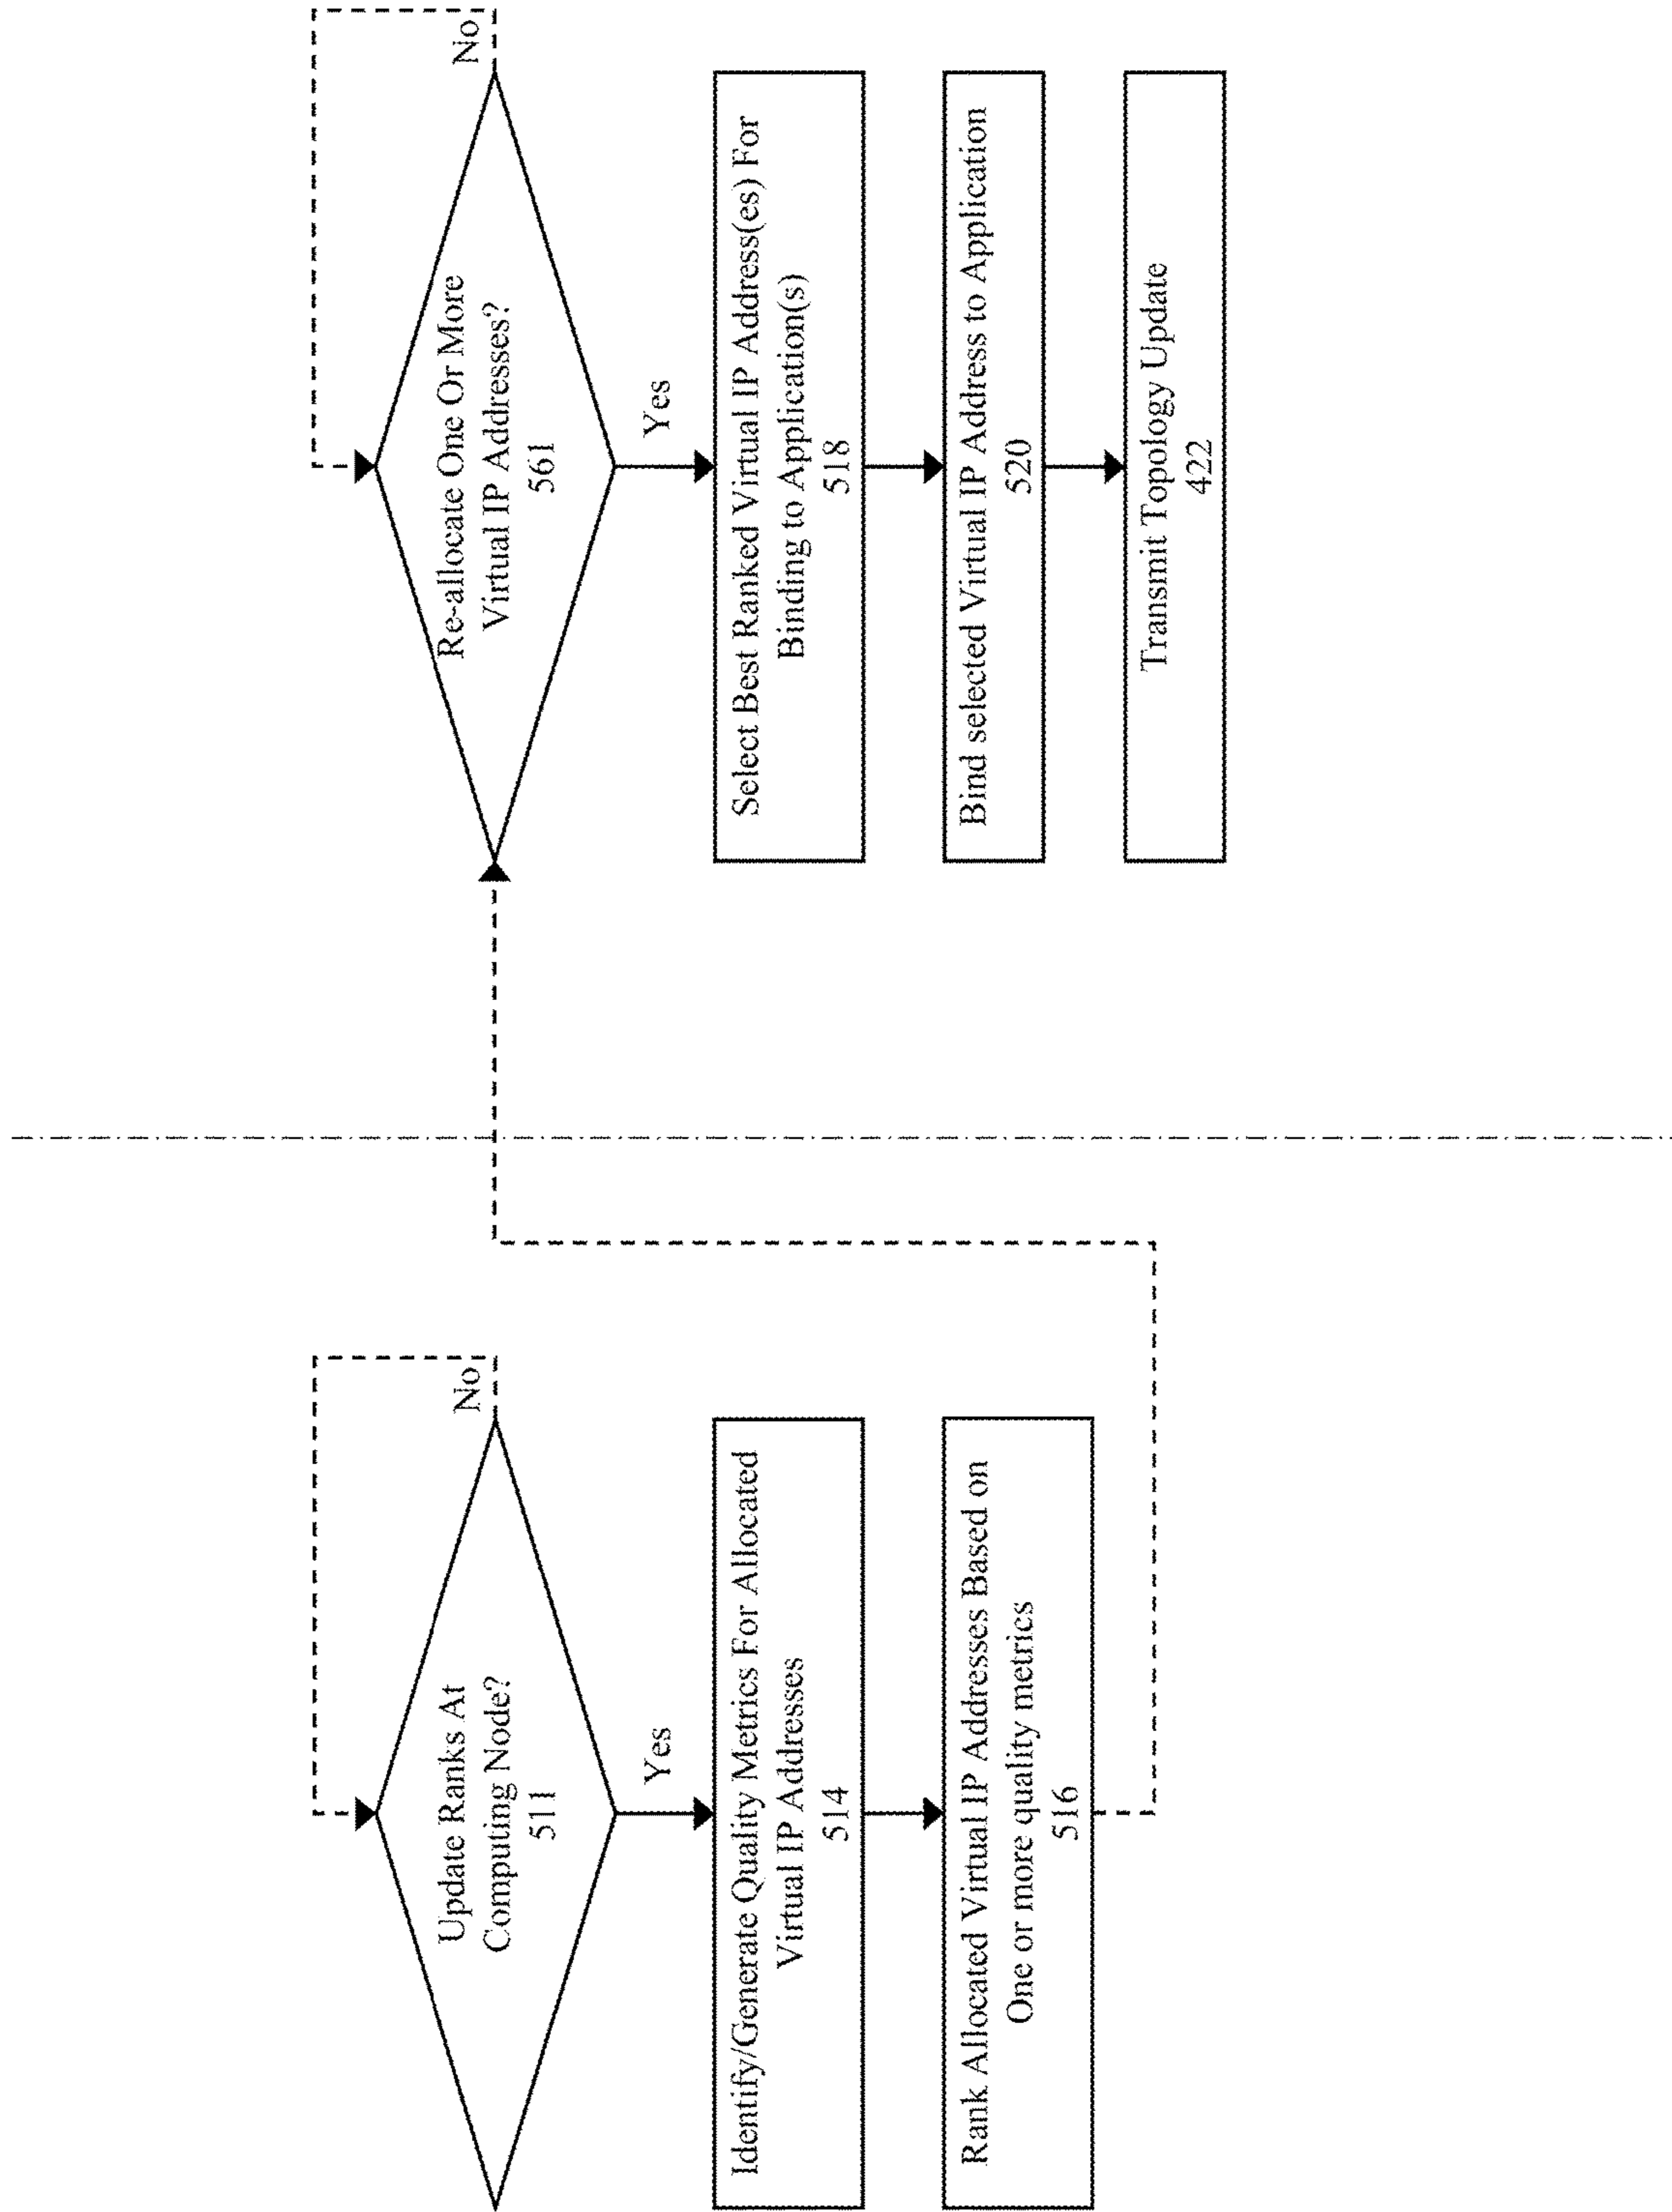 Update Ranks At
Computing Node?
511
No
Yes
Identify/Generate Quality Metrics For Allocated
Virtual IP Addresses
514
Rank Allocated Virtual IP Addresses Based on
One or more quality metrics
516
Re-allocate One Or More
Virtual IP Addresses?
561
No
Yes
Select Best Ranked Virtual IP Address(es) For
Binding to Application(s)
518
Bind selected Virtual IP Address to Application
520
Transmit Topology Update
422